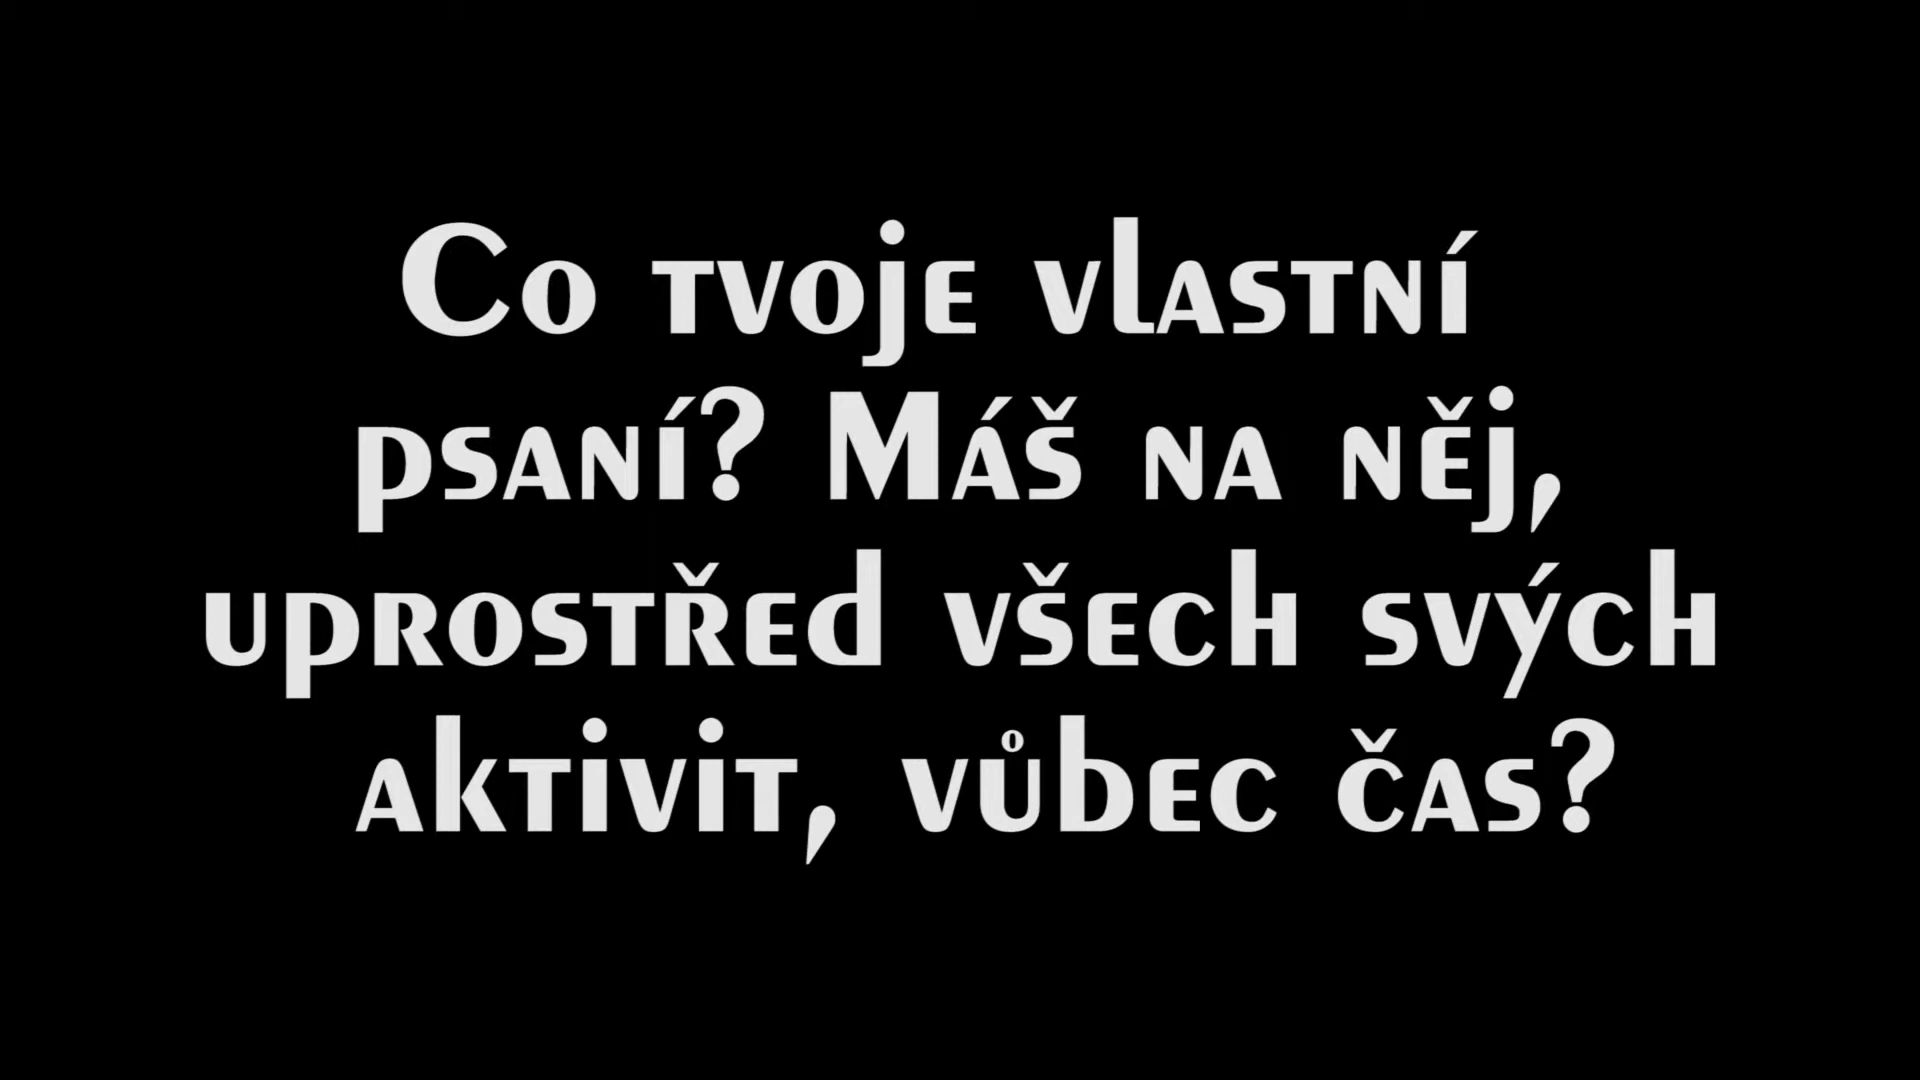 Co tvoje vlastní
psaní? Máš na něj,
uprostřed všech svých
aktivit, vůbec čas?